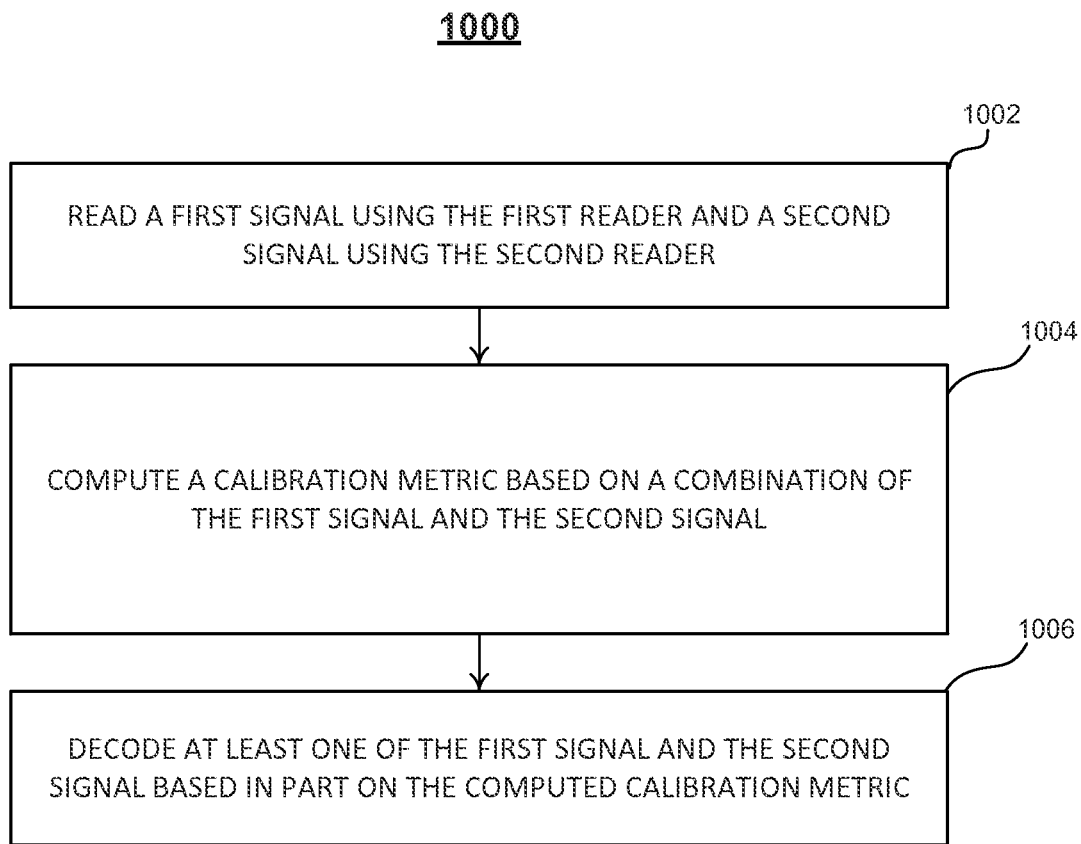 1000
1002
READ A FIRST SIGNAL USING THE FIRST READER AND A SECOND
SIGNAL USING THE SECOND READER
1004
COMPUTE A CALIBRATION METRIC BASED ON A COMBINATION OF
THE FIRST SIGNAL AND THE SECOND SIGNAL
1006
DECODE AT LEAST ONE OF THE FIRST SIGNAL AND THE SECOND
SIGNAL BASED IN PART ON THE COMPUTED CALIBRATION METRIC